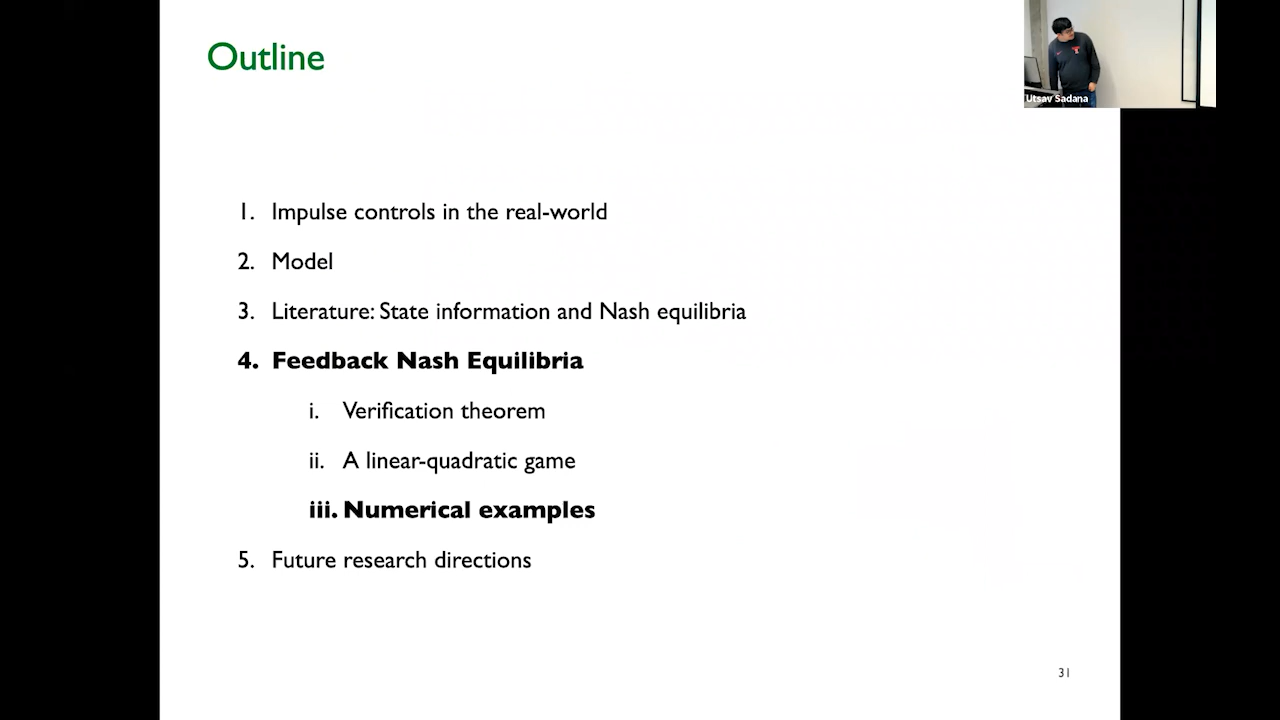 Outline
Utsav Sadana
1. Impulse controls in the real-world
2. Model
3. Literature: State information and Nash equilibria
4. Feedback Nash Equilibria
i. Verification theorem
ii. A linear-quadratic game
iii. Numerical examples
5. Future research directions
31